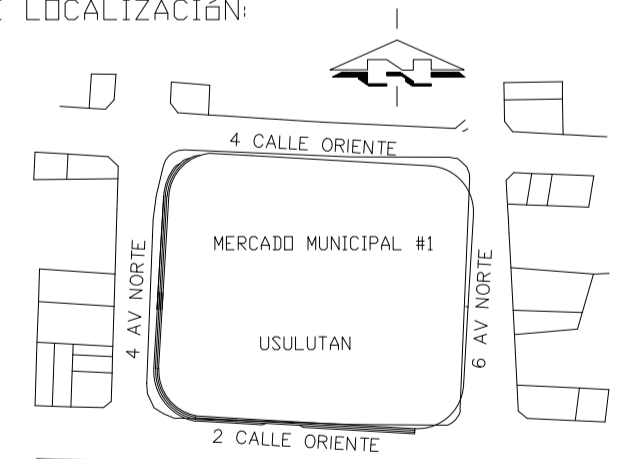 LOCALIZACIóN:
N
4 CALLE ORIENTE
MERCADO MUNICIPAL #1
4 AV NORTE
6 AV NORTE
USULUTAN
2 CALLE ORIENTE